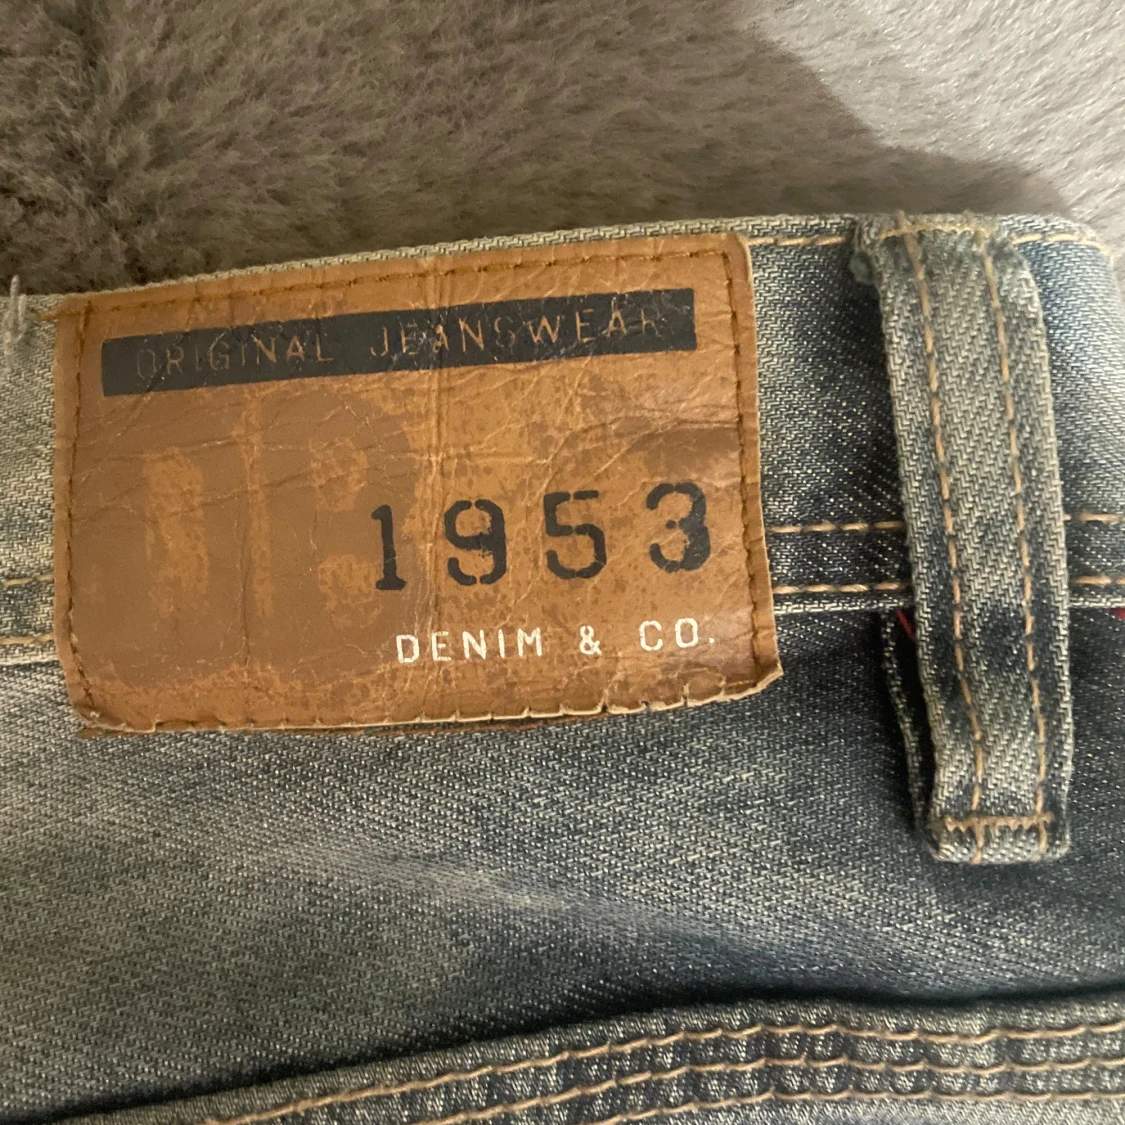 ORIGINAL JEANSWEAR
1953
DENIM & CO.